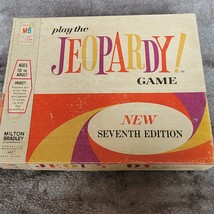 MB
play the
JEOPARDY!
GAME
AGES
10 TO
ADULT
NEW
SEVENTH EDITION
MILTON
BRADLEY